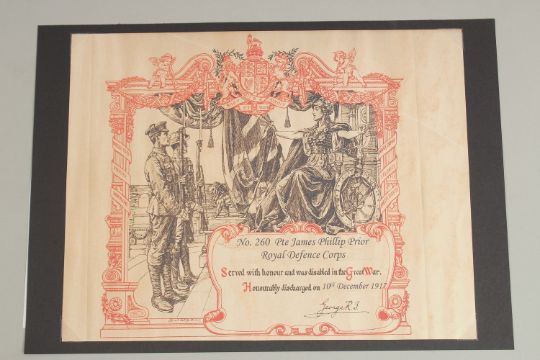 No. 260 Pte James Phillip Prior
Royal Defence Corps
Served with honour and was disabled in the Great War.
Honourably discharged on 10th December 1917
George R.I.